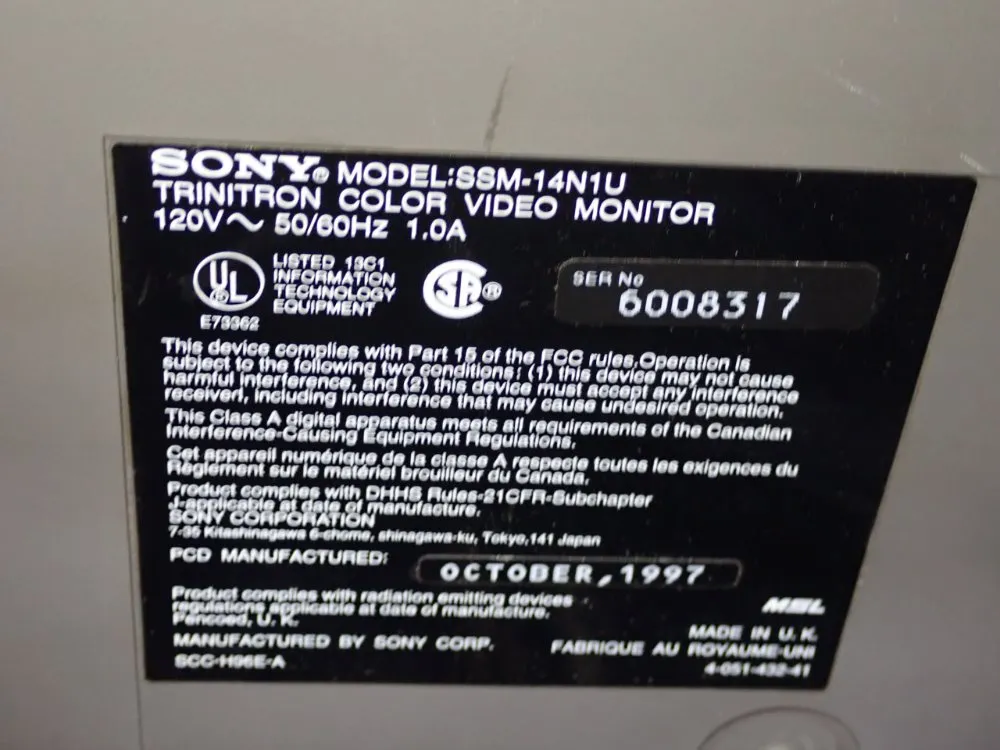 SONY® MODEL:SSM-14N1U
TRINITRON COLOR VIDEO MONITOR
120V～ 50/60Hz 1.0A
UL®
LISTED 13C1
INFORMATION
TECHNOLOGY
EQUIPMENT
E73362
SA®
SER No
6008317
This device complies with Part 15 of the FCC rules.Operation is
subject to the following two conditions: (1) this device may not cause
harmful interference, and (2) this device must accept any interference
received, including interference that may cause undesired operation.
This Class A digital apparatus meets all requirements of the Canadian
Interference-Causing Equipment Regulations.
Cet appareil numérique de la classe A respecte toutes les exigences du
Règlement sur le matériel brouilleur du Canada.
Product complies with DHHS Rules-21CFR-Subchapter
J-applicable at date of manufacture.
SONY CORPORATION
7-35 Kitashinagawa 6-chome, shinagawa-ku, Tokyo,141 Japan
PCD MANUFACTURED:
OCTOBER,1997
Product complies with radiation emitting devices
regulations applicable at date of manufacture.
Pencoed, U. K.
MSL
MANUFACTURED BY SONY CORP.
MADE IN U. K.
FABRIQUE AU ROYAUME-UNI
SCC-H96E-A
4-051-432-41